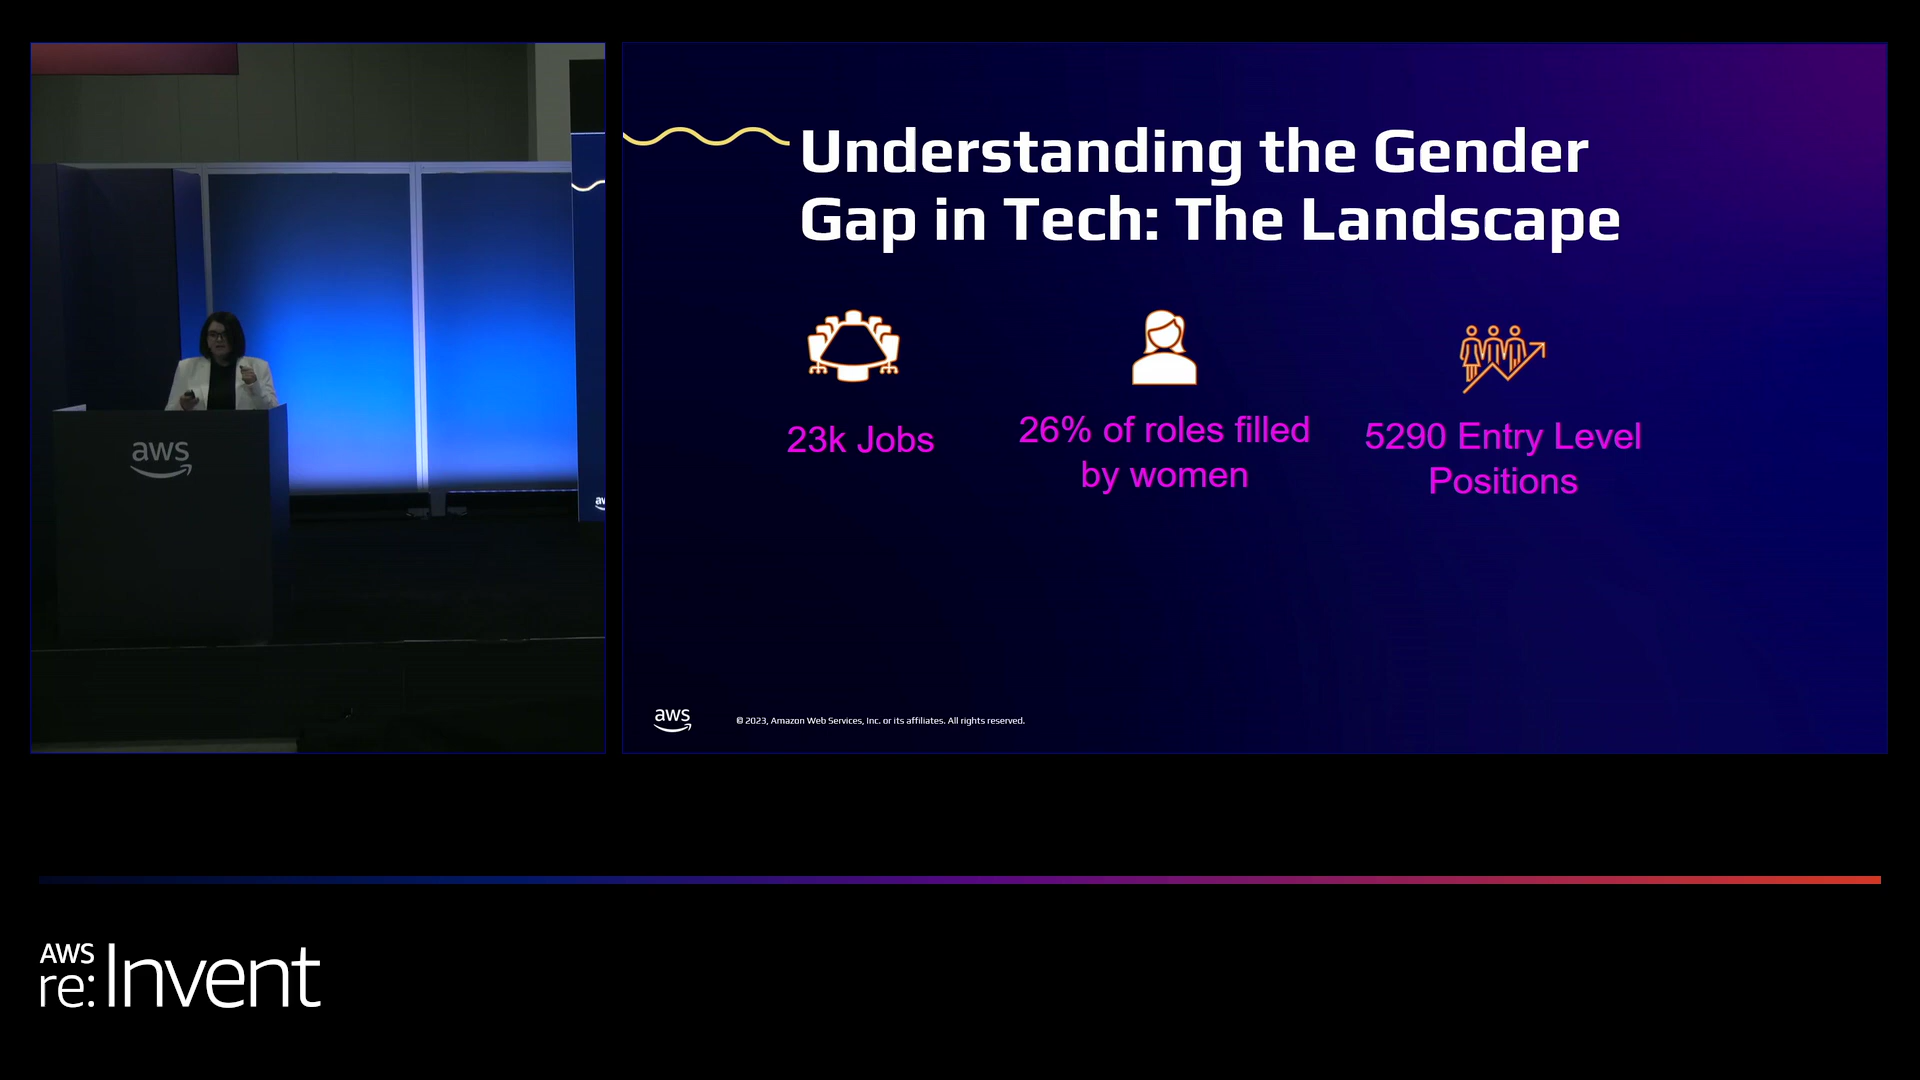 Understanding the Gender
Gap in Tech: The Landscape
23k Jobs
26% of roles filled
by women
5290 Entry Level
Positions
aws
aws
© 2023, Amazon Web Services, Inc. or its affiliates. All rights reserved.
AWS
re:Invent